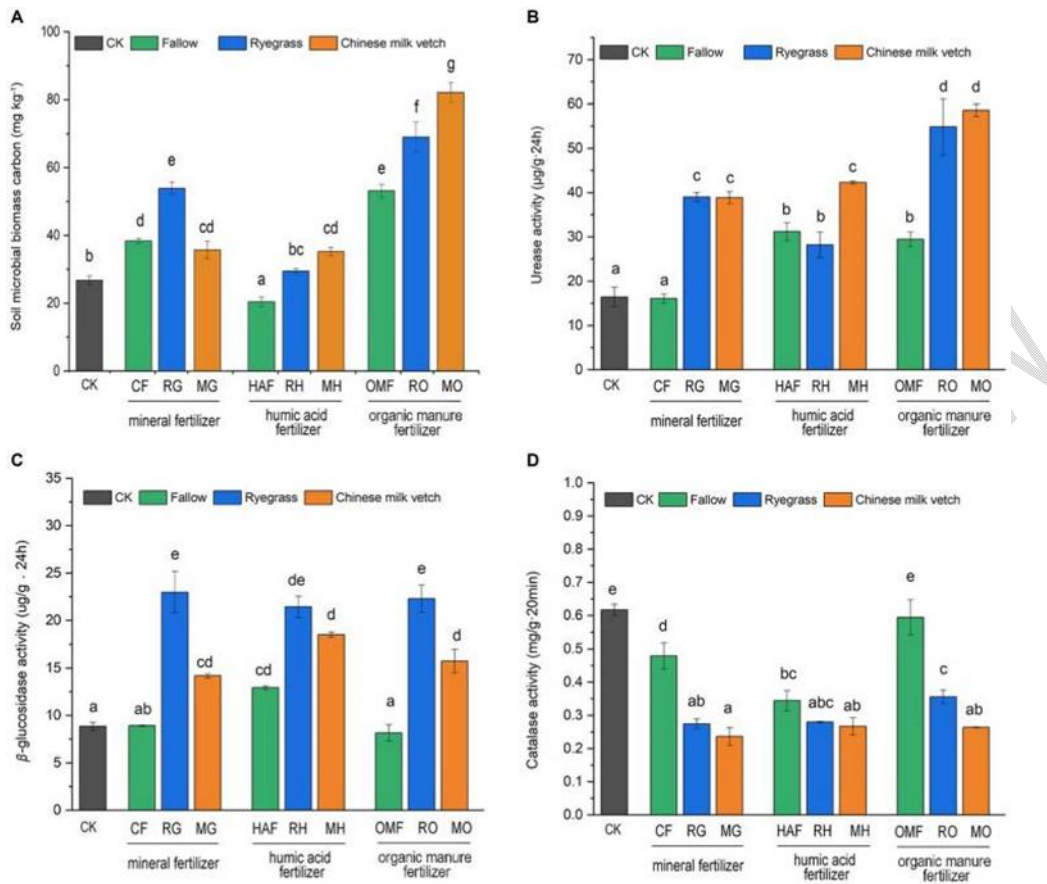 A
CK Fallow Ryegrass Chinese milk vetch
Soil microbial biomass carbon (mg kg⁻¹)
100
80
60
40
20
0
b
d
e
cd
a
bc
cd
e
f
g
CK CF RG MG HAF RH MH OMF RO MO
mineral fertilizer
humic acid
fertilizer
organic manure
fertilizer
B
CK Fallow Ryegrass Chinese milk vetch
Urease activity (μg/g·24h)
75
70
60
50
40
30
20
15
0
a
a
c
c
b
b
c
b
d
d
CK CF RG MG HAF RH MH OMF RO MO
mineral fertilizer
humic acid
fertilizer
organic manure
fertilizer
C
CK Fallow Ryegrass Chinese milk vetch
β-glucosidase activity (ug/g · 24h)
35
30
25
20
15
10
5
0
a
ab
e
cd
cd
de
d
a
e
d
CK CF RG MG HAF RH MH OMF RO MO
mineral fertilizer
humic acid
fertilizer
organic manure
fertilizer
D
CK Fallow Ryegrass Chinese milk vetch
Catalase activity (mg/g·20min)
1.0
0.9
0.8
0.7
0.6
0.5
0.4
0.3
0.2
0.1
0.0
e
d
ab
a
bc
abc
ab
e
c
ab
CK CF RG MG HAF RH MH OMF RO MO
mineral fertilizer
humic acid
fertilizer
organic manure
fertilizer